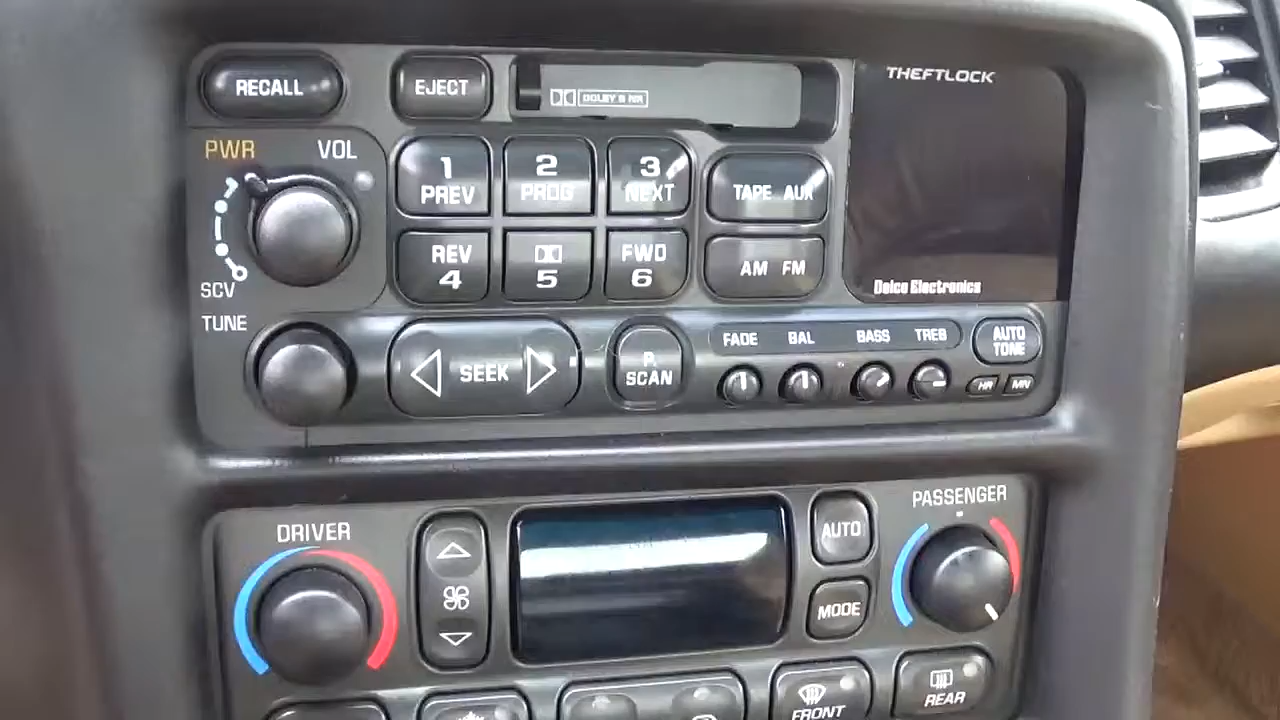 RECALL
EJECT
DOLBY B NR
THEFTLOCK
PWR
VOL
1
PREV
2
PROG
3
NEXT
TAPE AUX
REV
4
5
FWD
6
AM FM
SCV
Delco Electronics
TUNE
SEEK
P.
SCAN
FADE
BAL
BASS
TREB
AUTO
TONE
HR
MN
DRIVER
AUTO
MODE
PASSENGER
FRONT
REAR